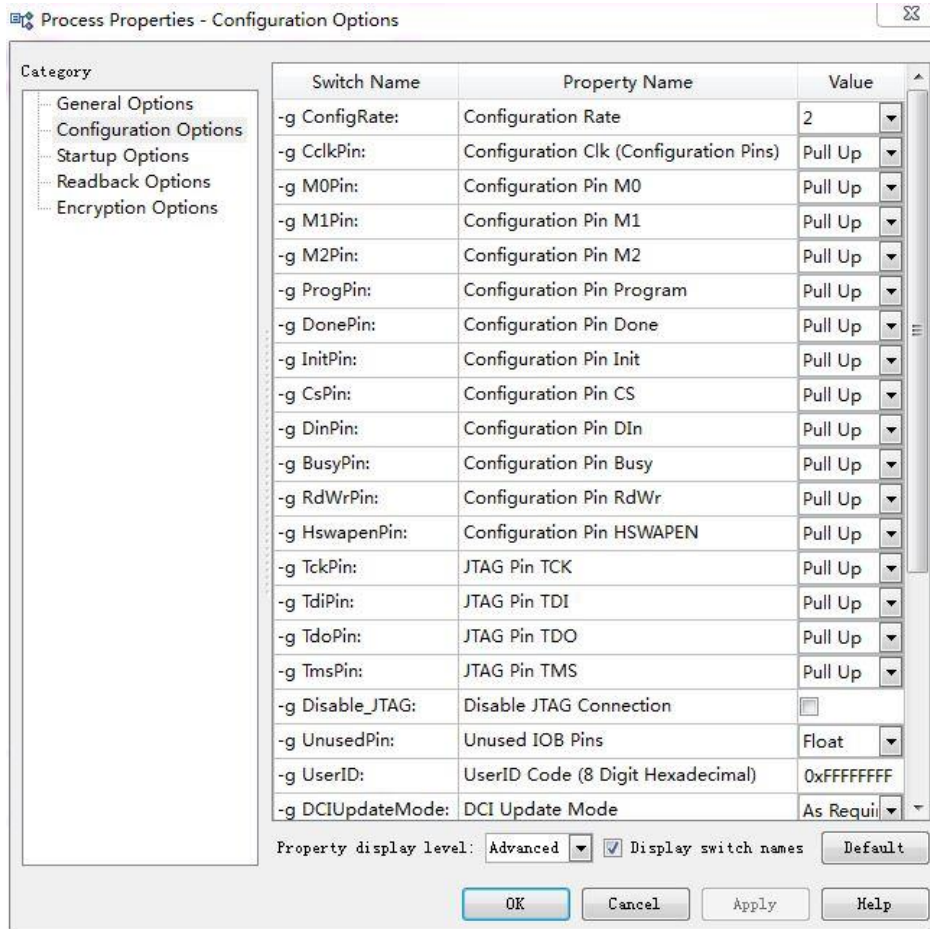 Process Properties - Configuration Options
Category
General Options
Configuration Options
Startup Options
Readback Options
Encryption Options
Switch Name Property Name Value
-g ConfigRate: Configuration Rate 2
-g CclkPin: Configuration Clk (Configuration Pins) Pull Up
-g M0Pin: Configuration Pin M0 Pull Up
-g M1Pin: Configuration Pin M1 Pull Up
-g M2Pin: Configuration Pin M2 Pull Up
-g ProgPin: Configuration Pin Program Pull Up
-g DonePin: Configuration Pin Done Pull Up
-g InitPin: Configuration Pin Init Pull Up
-g CsPin: Configuration Pin CS Pull Up
-g DinPin: Configuration Pin DIn Pull Up
-g BusyPin: Configuration Pin Busy Pull Up
-g RdWrPin: Configuration Pin RdWr Pull Up
-g HswapenPin: Configuration Pin HSWAPEN Pull Up
-g TckPin: JTAG Pin TCK Pull Up
-g TdiPin: JTAG Pin TDI Pull Up
-g TdoPin: JTAG Pin TDO Pull Up
-g TmsPin: JTAG Pin TMS Pull Up
-g Disable_JTAG: Disable JTAG Connection
-g UnusedPin: Unused IOB Pins Float
-g UserID: UserID Code (8 Digit Hexadecimal) 0xFFFFFFFF
-g DCIUpdateMode: DCI Update Mode As Requir
Property display level: Advanced Display switch names Default
OK Cancel Apply Help